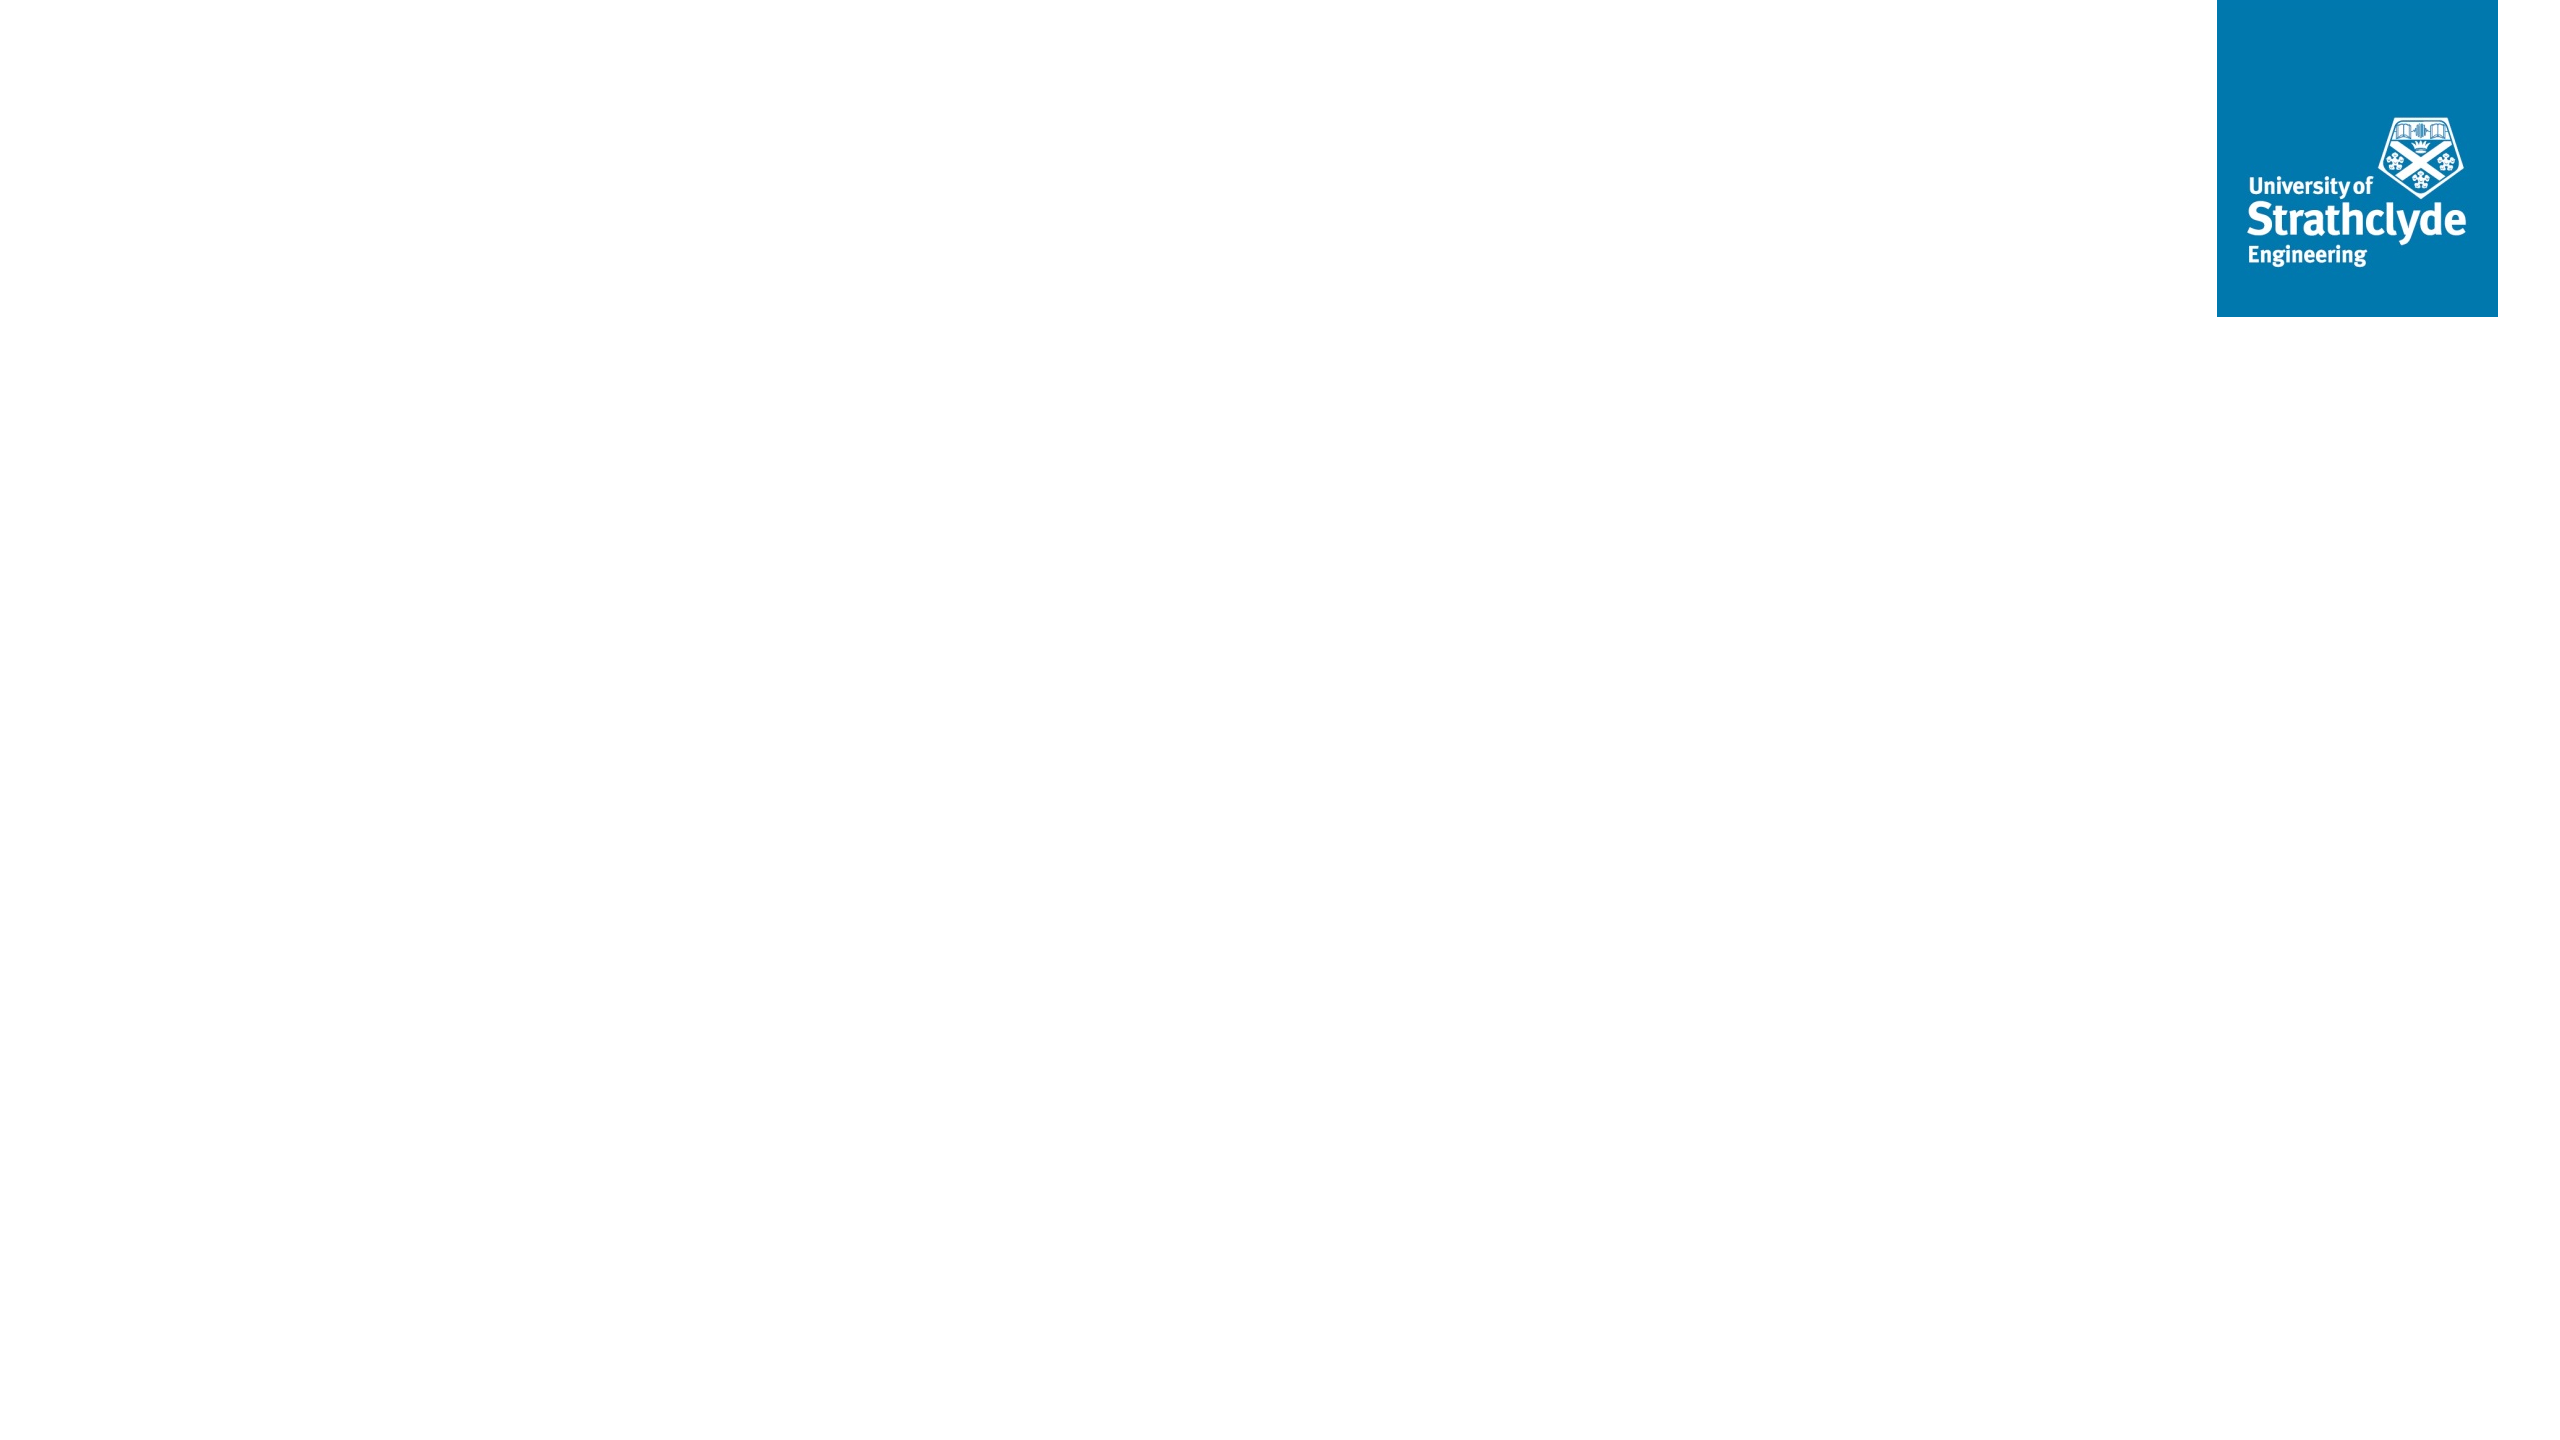 University of
Strathclyde
Engineering